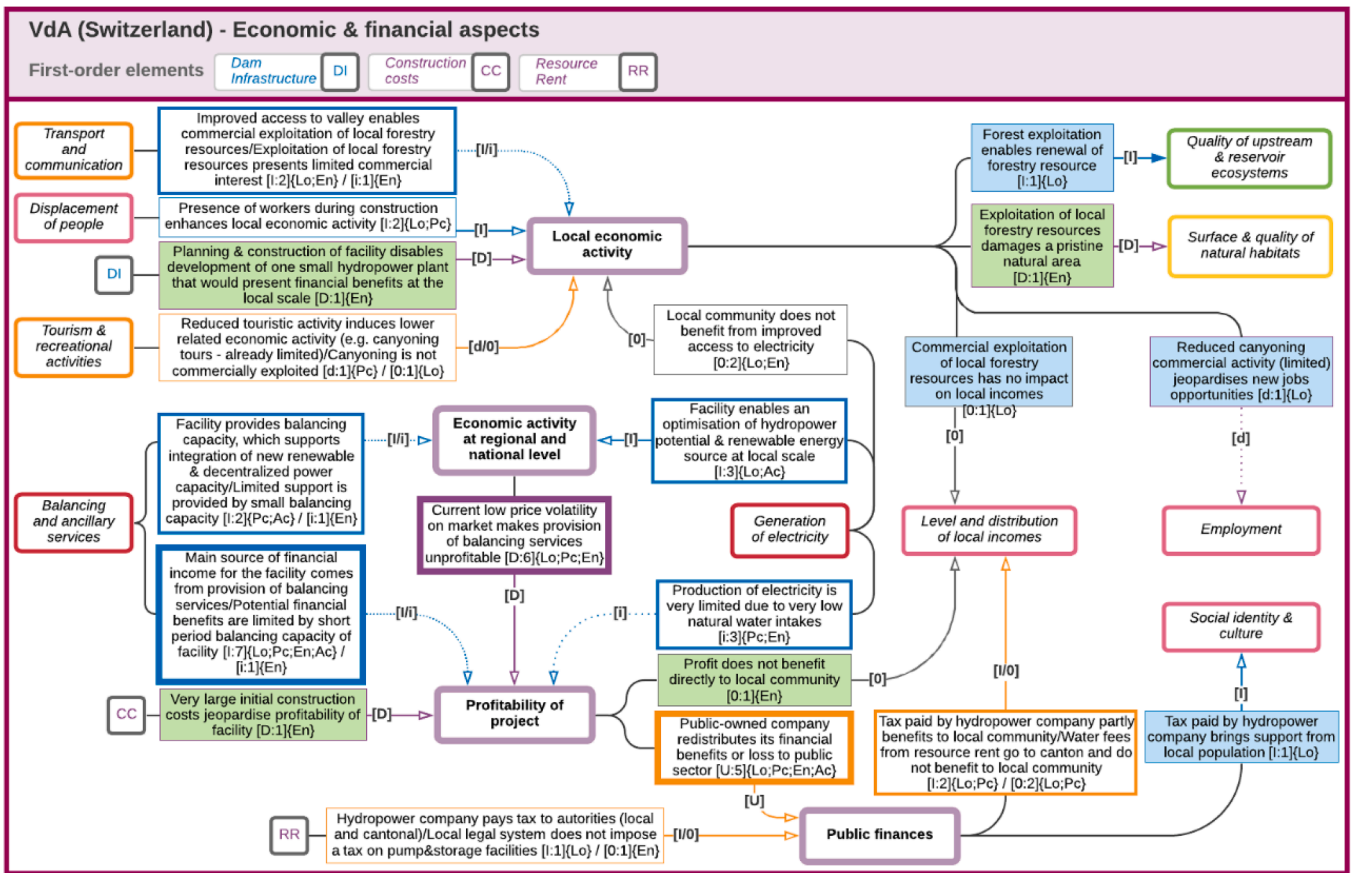 VdA (Switzerland) - Economic & financial aspects
First-order elements
Dam
Infrastructure
DI
Construction
costs
CC
Resource
Rent
RR
Transport
and
communication
Improved access to valley enables
commercial exploitation of local forestry
resources/Exploitation of local forestry
resources presents limited commercial
interest [I:2]{Lo;En} / [i:1]{En}
[I/i]
Displacement
of people
Presence of workers during construction
enhances local economic activity [I:2]{Lo;Pc}
[I]
DI
Planning & construction of facility disables
development of one small hydropower plant
that would present financial benefits at the
local scale [D:1]{En}
[D]
Tourism &
recreational
activities
Reduced touristic activity induces lower
related economic activity (e.g. canyoning
tours - already limited)/Canyoning is not
commercially exploited [d:1]{Pc} / [0:1]{Lo}
[d/0]
Local economic
activity
Forest exploitation
enables renewal of
forestry resource
[I:1]{Lo}
[I]
Quality of upstream
& reservoir
ecosystems
Exploitation of local
forestry resources
damages a pristine
natural area
[D:1]{En}
[D]
Surface & quality of
natural habitats
[0]
Local community does not
benefit from improved
access to electricity
[0:2]{Lo;En}
Commercial exploitation
of local forestry
resources has no impact
on local incomes
[0:1]{Lo}
[0]
Reduced canyoning
commercial activity (limited)
jeopardises new jobs
opportunities [d:1]{Lo}
[d]
Balancing
and ancillary
services
Facility provides balancing
capacity, which supports
integration of new renewable
& decentralized power
capacity/Limited support is
provided by small balancing
capacity [I:2]{Pc;Ac} / [i:1]{En}
[I/i]
Economic activity
at regional and
national level
[I]
Facility enables an
optimisation of hydropower
potential & renewable energy
source at local scale
[I:3]{Lo;Ac}
Current low price volatility
on market makes provision
of balancing services
unprofitable [D:6]{Lo;Pc;En}
[D]
Generation
of electricity
Level and distribution
of local incomes
Employment
Main source of financial
income for the facility comes
from provision of balancing
services/Potential financial
benefits are limited by short
period balancing capacity of
facility [I:7]{Lo;Pc;En;Ac} /
[i:1]{En}
[I/i]
[i]
Production of electricity
is very limited due to very low
natural water intakes
[i:3]{Pc;En}
Social identity &
culture
CC
Very large initial construction
costs jeopardise profitability of
facility [D:1]{En}
[D]
Profitability of
project
Profit does not benefit
directly to local community
[0:1]{En}
[0]
[I/0]
[I]
Public-owned company
redistributes its financial
benefits or loss to public
sector [U:5]{Lo;Pc;En;Ac}
[U]
Tax paid by hydropower company partly
benefits to local community/Water fees
from resource rent go to canton and do
not benefit to local community
[I:2]{Lo;Pc} / [0:2]{Lo;Pc}
Tax paid by hydropower
company brings support from
local population [I:1]{Lo}
RR
Hydropower company pays tax to autorities (local
and cantonal)/Local legal system does not impose
a tax on pump&storage facilities [I:1]{Lo} / [0:1]{En}
[I/0]
Public finances